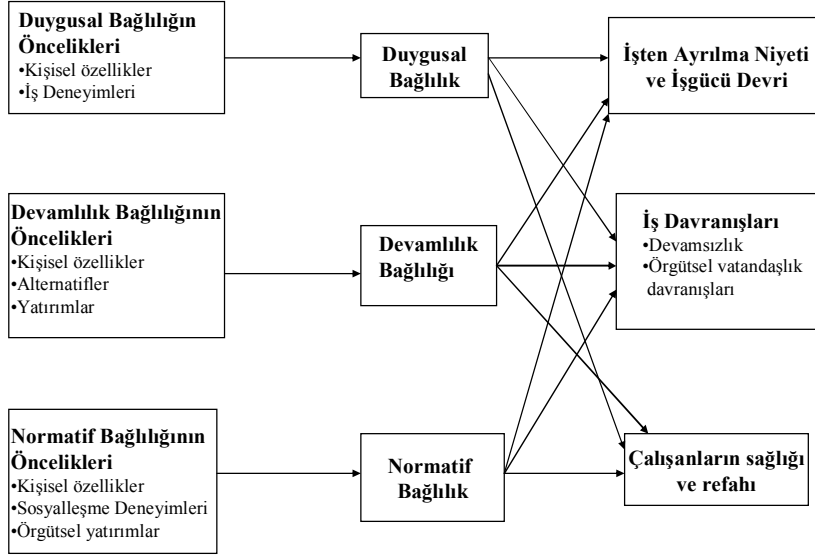 Duygusal Bağlılığın
Öncelikleri
•Kişisel özellikler
•İş Deneyimleri
Duygusal
Bağlılık
İşten Ayrılma Niyeti
ve İşgücü Devri
Devamlılık Bağlılığının
Öncelikleri
•Kişisel özellikler
•Alternatifler
•Yatırımlar
Devamlılık
Bağlılığı
İş Davranışları
•Devamsızlık
•Örgütsel vatandaşlık
davranışları
Normatif Bağlılığının
Öncelikleri
•Kişisel özellikler
•Sosyalleşme Deneyimleri
•Örgütsel yatırımlar
Normatif
Bağlılık
Çalışanların sağlığı
ve refahı